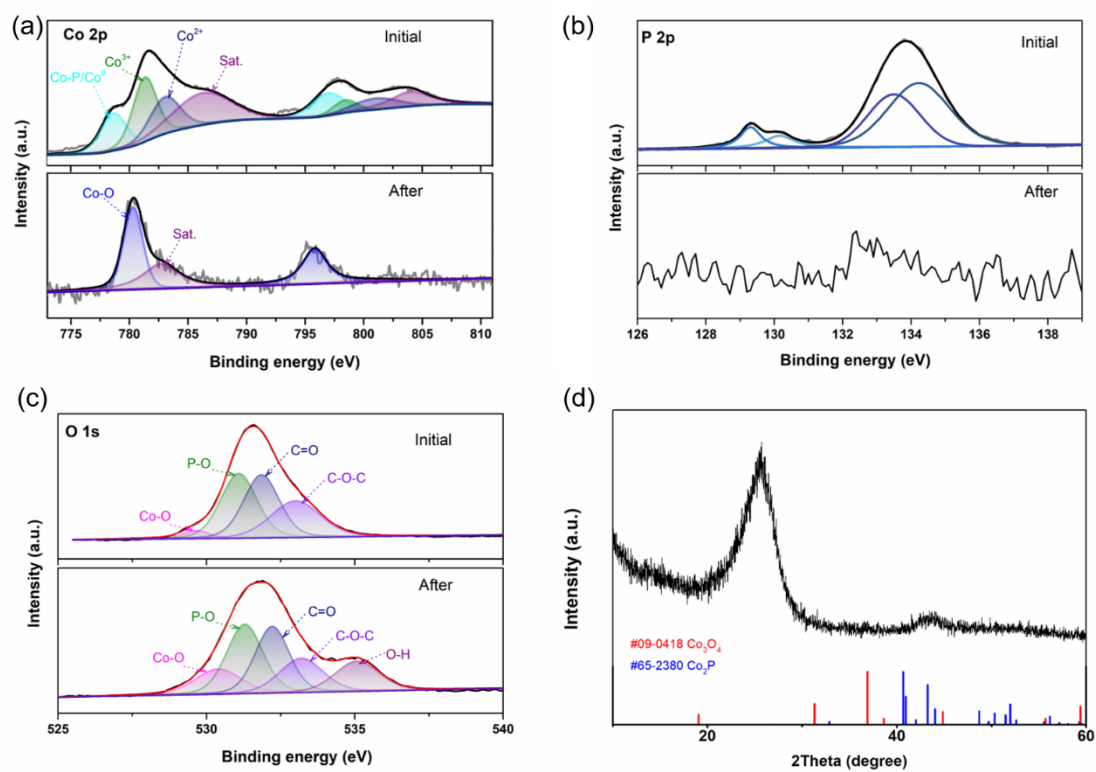 (a)
Co 2p
Initial
Co-P/Co⁰
Co³⁺
Co²⁺
Sat.
After
Co-O
Sat.
Intensity (a.u.)
775 780 785 790 795 800 805 810
Binding energy (eV)
(b)
P 2p
Initial
After
Intensity (a.u.)
126 128 130 132 134 136 138
Binding energy (eV)
(c)
O 1s
Initial
P-O
C=O
C-O-C
Co-O
After
P-O
C=O
C-O-C
Co-O
O-H
Intensity (a.u.)
525 530 535 540
Binding energy (eV)
(d)
Intensity (a.u.)
#09-0418 Co₃O₄
#65-2380 Co₂P
20 40 60
2Theta (degree)